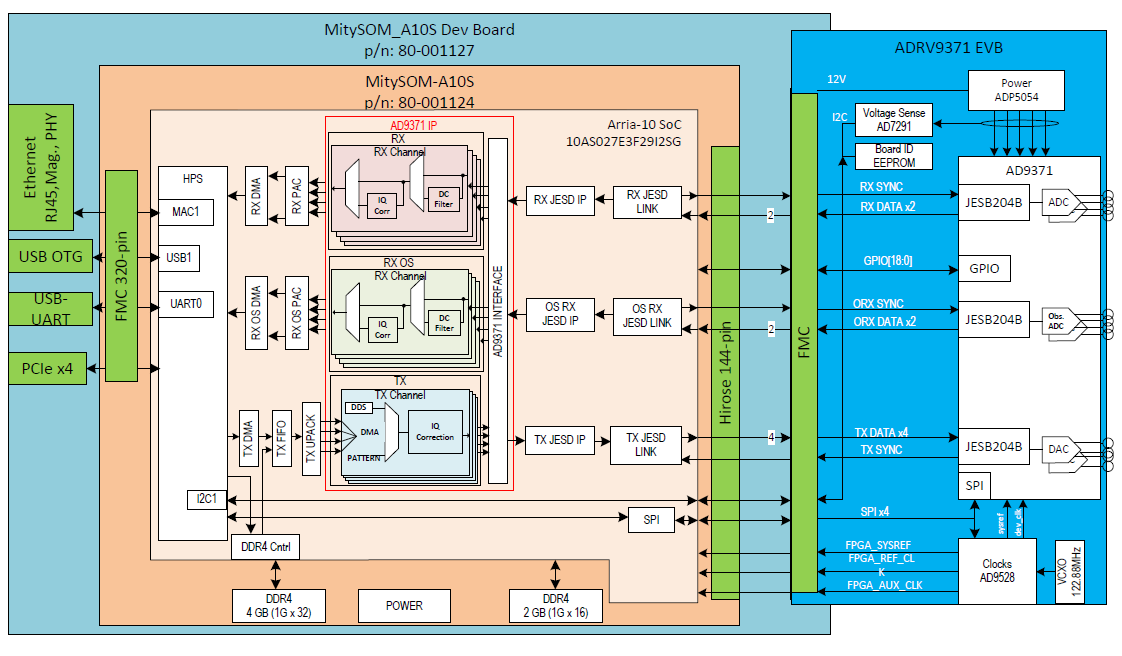 MitySOM_A10S Dev Board
p/n: 80-001127
ADRV9371 EVB
MitySOM-A10S
p/n: 80-001124
Arria-10 SoC
10AS027E3F29I2SG
AD9371 IP
Ethernet
RJ45,Mag., PHY
USB OTG
USB-
UART
PCIe x4
FMC 320-pin
HPS
MAC1
USB1
UART0
I2C1
RX DMA
RX PAC
RX
RX Channel
IQ
Corr
DC
Filter
RX OS DMA
RX OS PAC
RX OS
RX Channel
IQ
Corr
DC
Filter
TX DMA
TX FIFO
TX UPACK
TX
TX Channel
DDS
DMA
PATTERN
IQ
Correction
AD9371 INTERFACE
RX JESD IP
RX JESD
LINK
OS RX
JESD IP
OS RX
JESD LINK
TX JESD IP
TX JESD
LINK
SPI
DDR4 Cntrl
DDR4
4 GB (1G x 32)
POWER
DDR4
2 GB (1G x 16)
Hirose 144-pin
2
2
4
FMC
12V
I2C
Power
ADP5054
Voltage Sense
AD7291
Board ID
EEPROM
AD9371
RX SYNC
RX DATA x2
JESB204B
ADC
GPIO[18:0]
GPIO
ORX SYNC
ORX DATA x2
JESB204B
Obs.
ADC
TX DATA x4
TX SYNC
JESB204B
DAC
SPI
SPI x4
sysref
dev_clk
FPGA_SYSREF
FPGA_REF_CL
K
FPGA_AUX_CLK
Clocks
AD9528
VCXO
122.88MHz